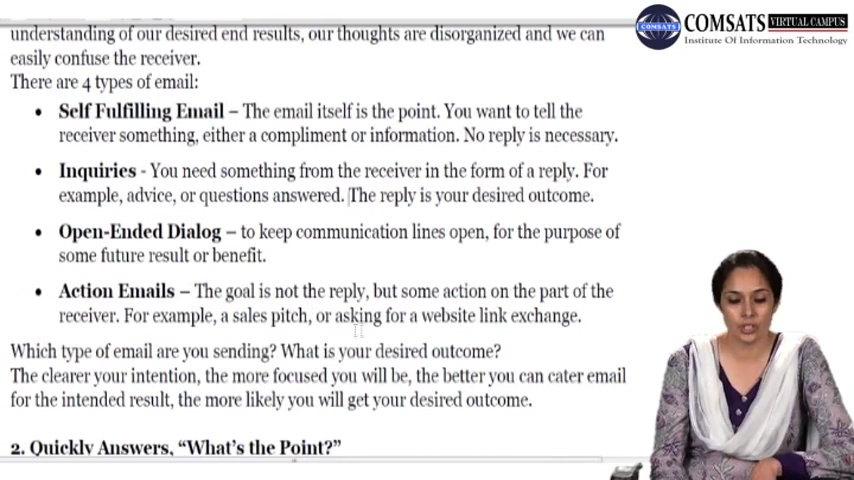 understanding of our desired end results, our thoughts are disorganized and we can
easily confuse the receiver.
There are 4 types of email:
• Self Fulfilling Email – The email itself is the point. You want to tell the
receiver something, either a compliment or information. No reply is necessary.
• Inquiries - You need something from the receiver in the form of a reply. For
example, advice, or questions answered. The reply is your desired outcome.
• Open-Ended Dialog – to keep communication lines open, for the purpose of
some future result or benefit.
• Action Emails – The goal is not the reply, but some action on the part of the
receiver. For example, a sales pitch, or asking for a website link exchange.
Which type of email are you sending? What is your desired outcome?
The clearer your intention, the more focused you will be, the better you can cater email
for the intended result, the more likely you will get your desired outcome.
2. Quickly Answers, “What’s the Point?”
COMSATS
COMSATS VIRTUAL CAMPUS
Institute Of Information Technology